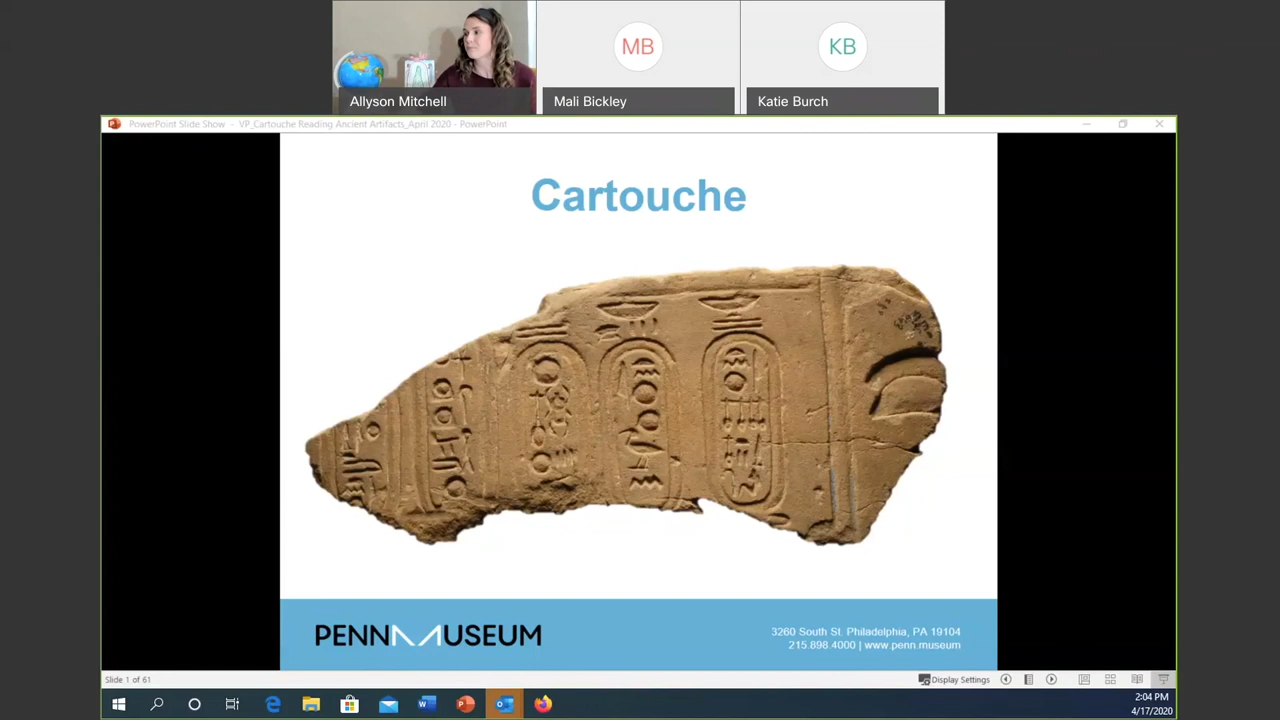 MB
KB
Allyson Mitchell
Mali Bickley
Katie Burch
PowerPoint Slide Show - VP_Cartouche Reading Ancient Artifacts_April 2020 - PowerPoint
Cartouche
PENN MUSEUM
3260 South St. Philadelphia, PA 19104
215.898.4000 | www.penn.museum
Slide 1 of 61
Display Settings
2:04 PM
4/17/2020